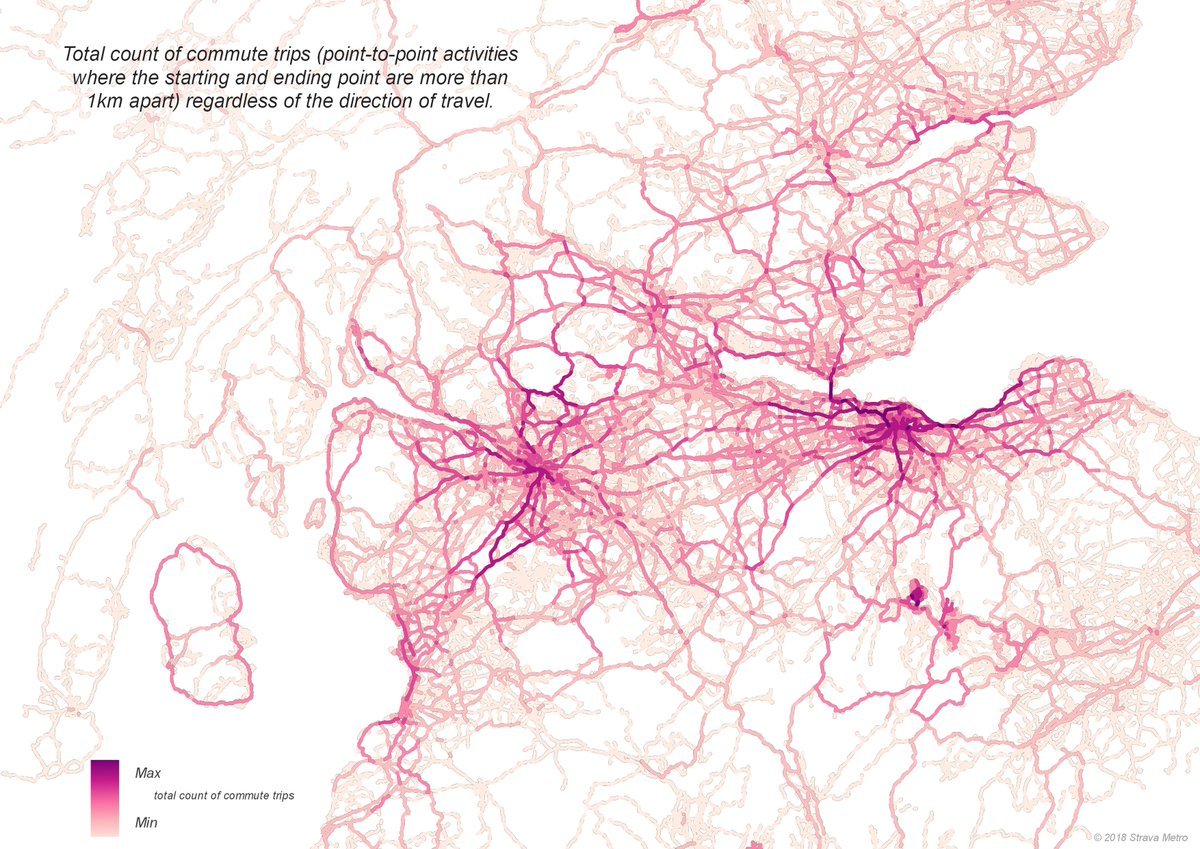 Total count of commute trips (point-to-point activities
where the starting and ending point are more than
1km apart) regardless of the direction of travel.
Max
total count of commute trips
Min
© 2018 Strava Metro